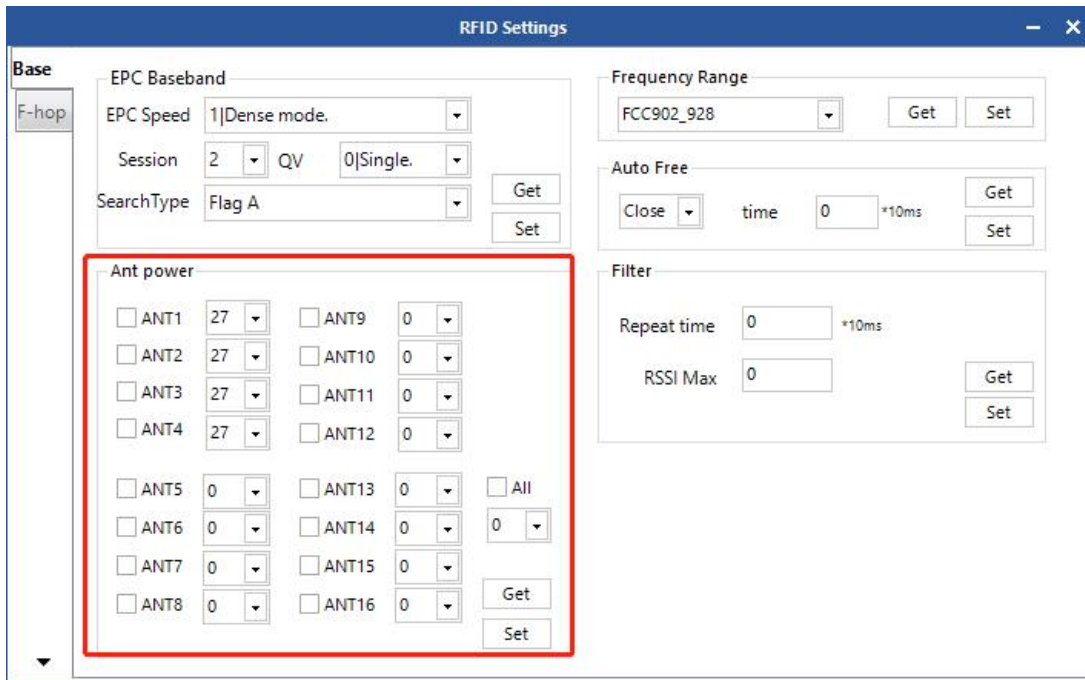 RFID Settings
Base
F-hop
EPC Baseband
EPC Speed 1|Dense mode.
Session 2 QV 0|Single.
SearchType Flag A
Get
Set
Ant power
ANT1 27 ANT9 0
ANT2 27 ANT10 0
ANT3 27 ANT11 0
ANT4 27 ANT12 0
ANT5 0 ANT13 0 All
ANT6 0 ANT14 0 0
ANT7 0 ANT15 0
ANT8 0 ANT16 0
Get
Set
Frequency Range
FCC902_928 Get Set
Auto Free
Close time 0 *10ms
Get
Set
Filter
Repeat time 0 *10ms
RSSI Max 0
Get
Set